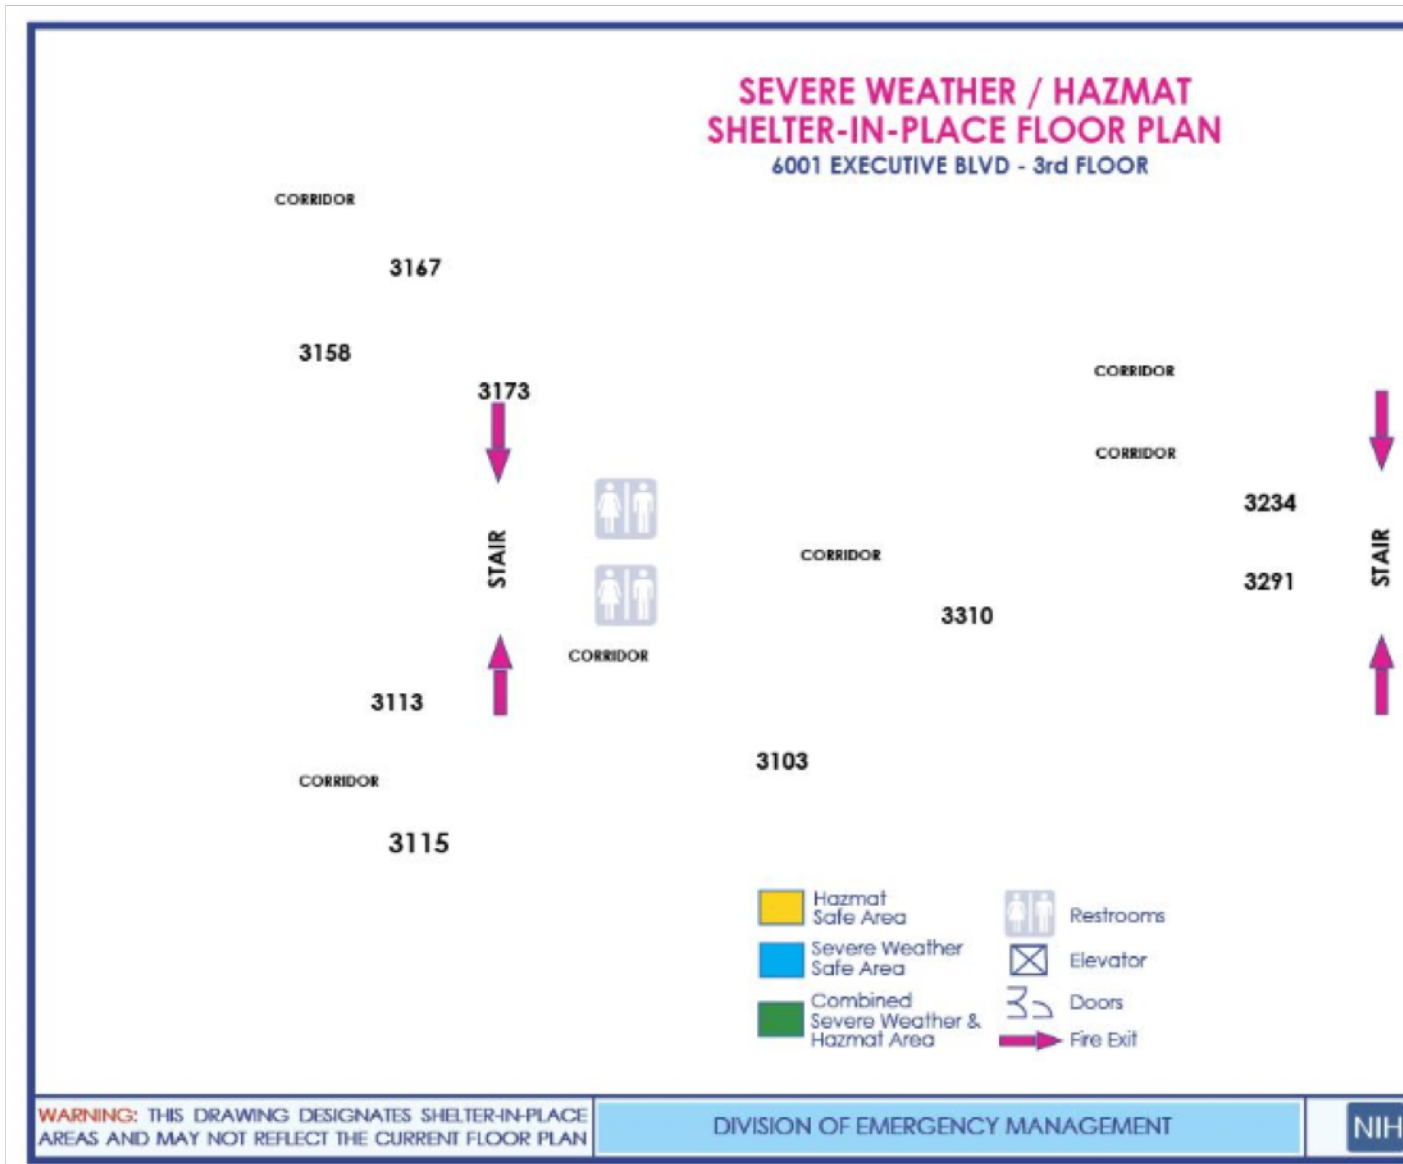 SEVERE WEATHER / HAZMAT
SHELTER-IN-PLACE FLOOR PLAN
6001 EXECUTIVE BLVD - 3rd FLOOR
CORRIDOR
3167
3158
3173
CORRIDOR
CORRIDOR
3234
STAIR
STAIR
CORRIDOR
3291
3310
CORRIDOR
3113
3103
CORRIDOR
3115
Hazmat
Safe Area
Severe Weather
Safe Area
Combined
Severe Weather &
Hazmat Area
Restrooms
Elevator
Doors
Fire Exit
WARNING: THIS DRAWING DESIGNATES SHELTER-IN-PLACE
AREAS AND MAY NOT REFLECT THE CURRENT FLOOR PLAN
DIVISION OF EMERGENCY MANAGEMENT
NIH